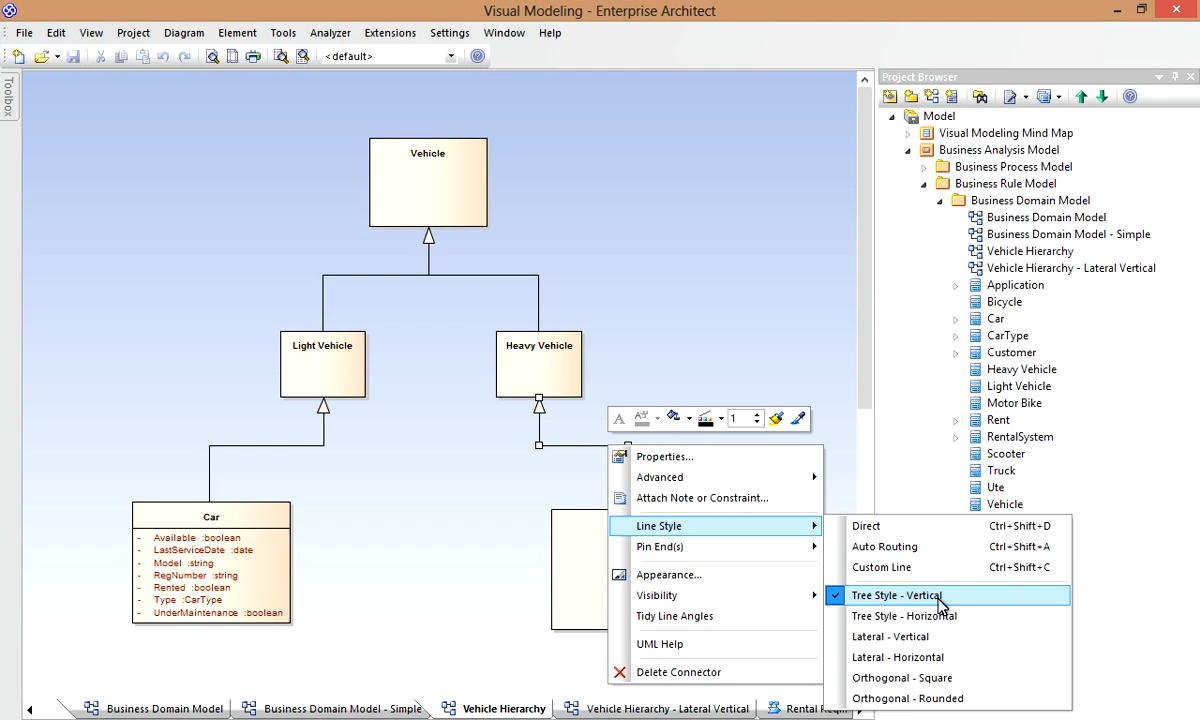 Visual Modeling - Enterprise Architect
File Edit View Project Diagram Element Tools Analyzer Extensions Settings Window Help
<default>
Toolbox
Vehicle
Light Vehicle
Heavy Vehicle
Car
- Available :boolean
- LastServiceDate :date
- Model :string
- RegNumber :string
- Rented :boolean
- Type :CarType
- UnderMaintenance :boolean
1
Properties...
Advanced
Attach Note or Constraint...
Line Style
Pin End(s)
Appearance...
Visibility
Tidy Line Angles
UML Help
Delete Connector
Direct Ctrl+Shift+D
Auto Routing Ctrl+Shift+A
Custom Line Ctrl+Shift+C
Tree Style - Vertical
Tree Style - Horizontal
Lateral - Vertical
Lateral - Horizontal
Orthogonal - Square
Orthogonal - Rounded
Project Browser
Model
Visual Modeling Mind Map
Business Analysis Model
Business Process Model
Business Rule Model
Business Domain Model
Business Domain Model
Business Domain Model - Simple
Vehicle Hierarchy
Vehicle Hierarchy - Lateral Vertical
Application
Bicycle
Car
CarType
Customer
Heavy Vehicle
Light Vehicle
Motor Bike
Rent
RentalSystem
Scooter
Truck
Ute
Vehicle
Business Domain Model
Business Domain Model - Simple
Vehicle Hierarchy
Vehicle Hierarchy - Lateral Vertical
Rental